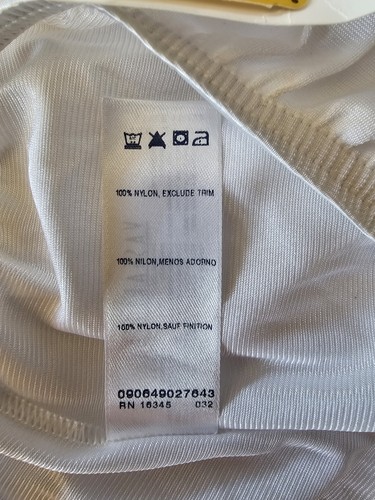 100% NYLON, EXCLUDE TRIM
100% NILON,MENOS ADORNO
100% NYLON,SAUF FINITION
090649027643
RN 16345 032